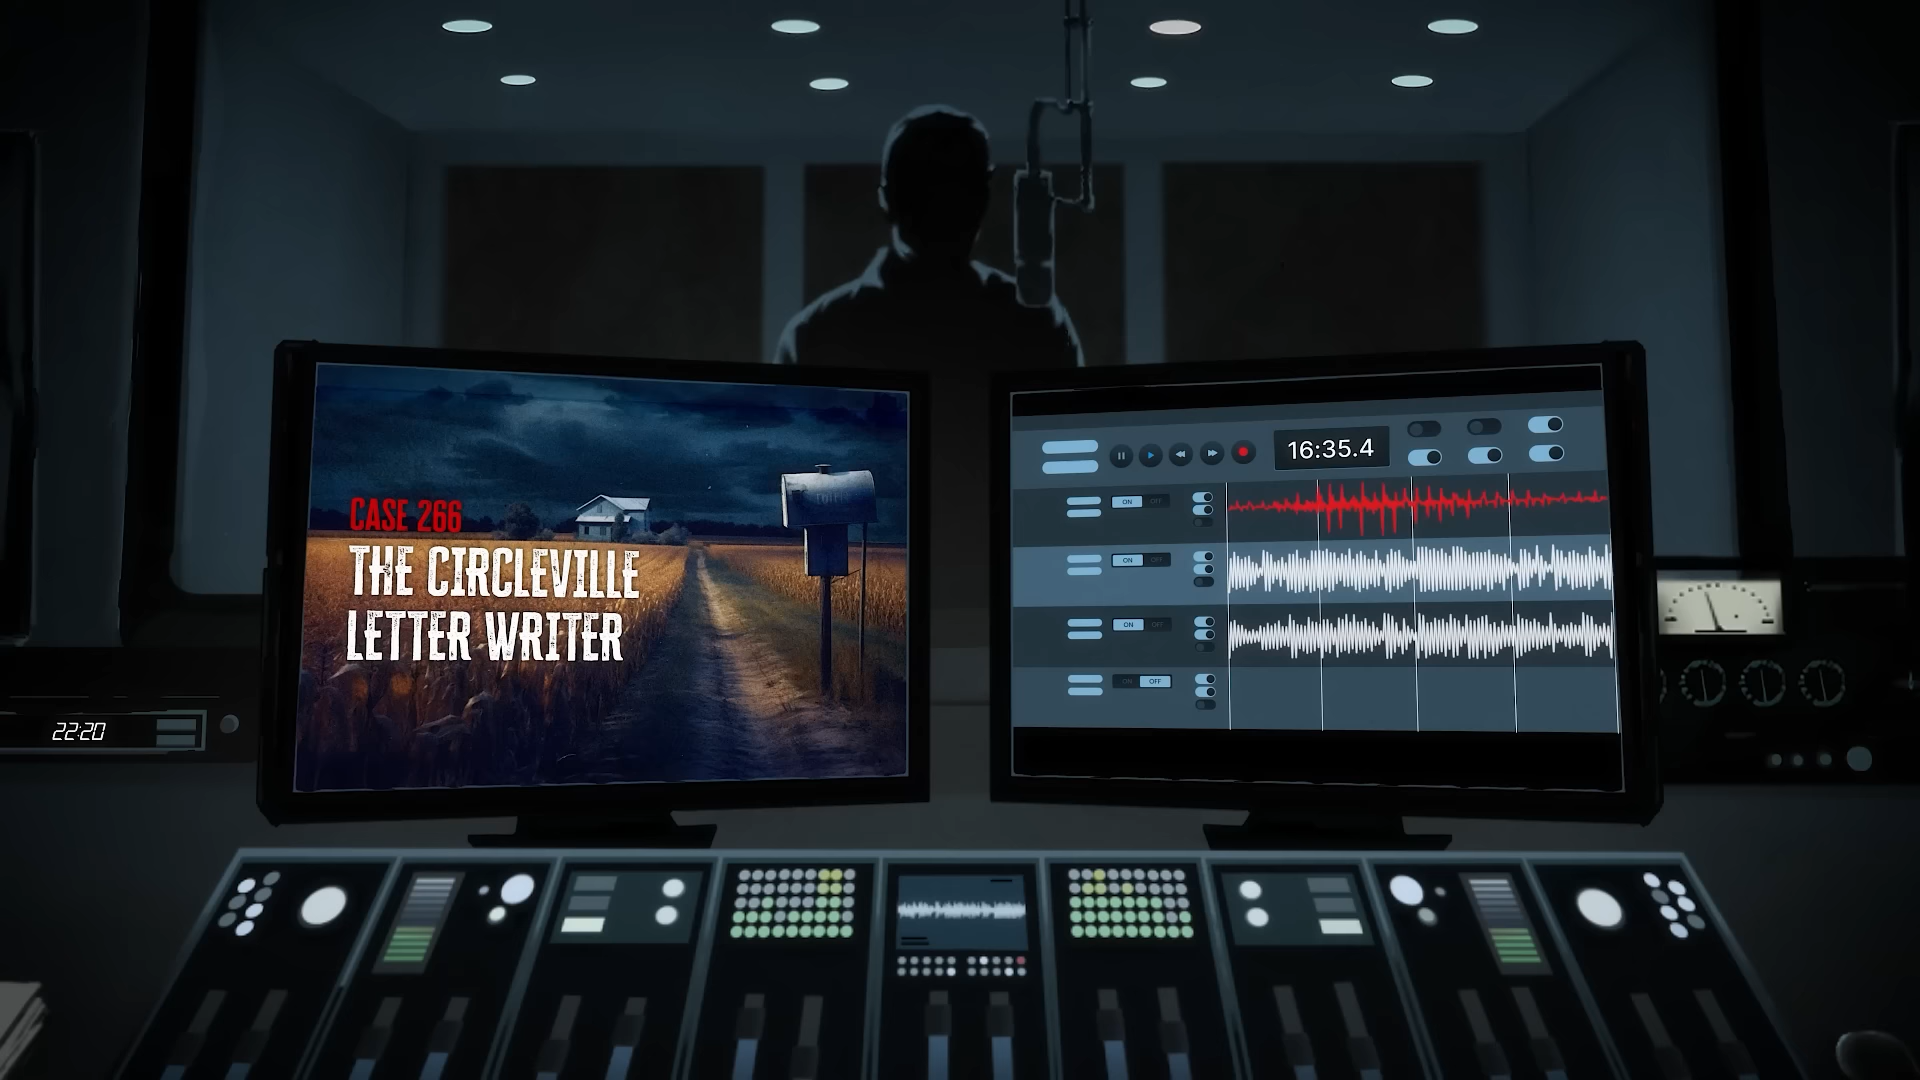 CASE 266
THE CIRCLEVILLE
LETTER WRITER
16:35.4
ON OFF
ON OFF
ON OFF
ON OFF
22:20